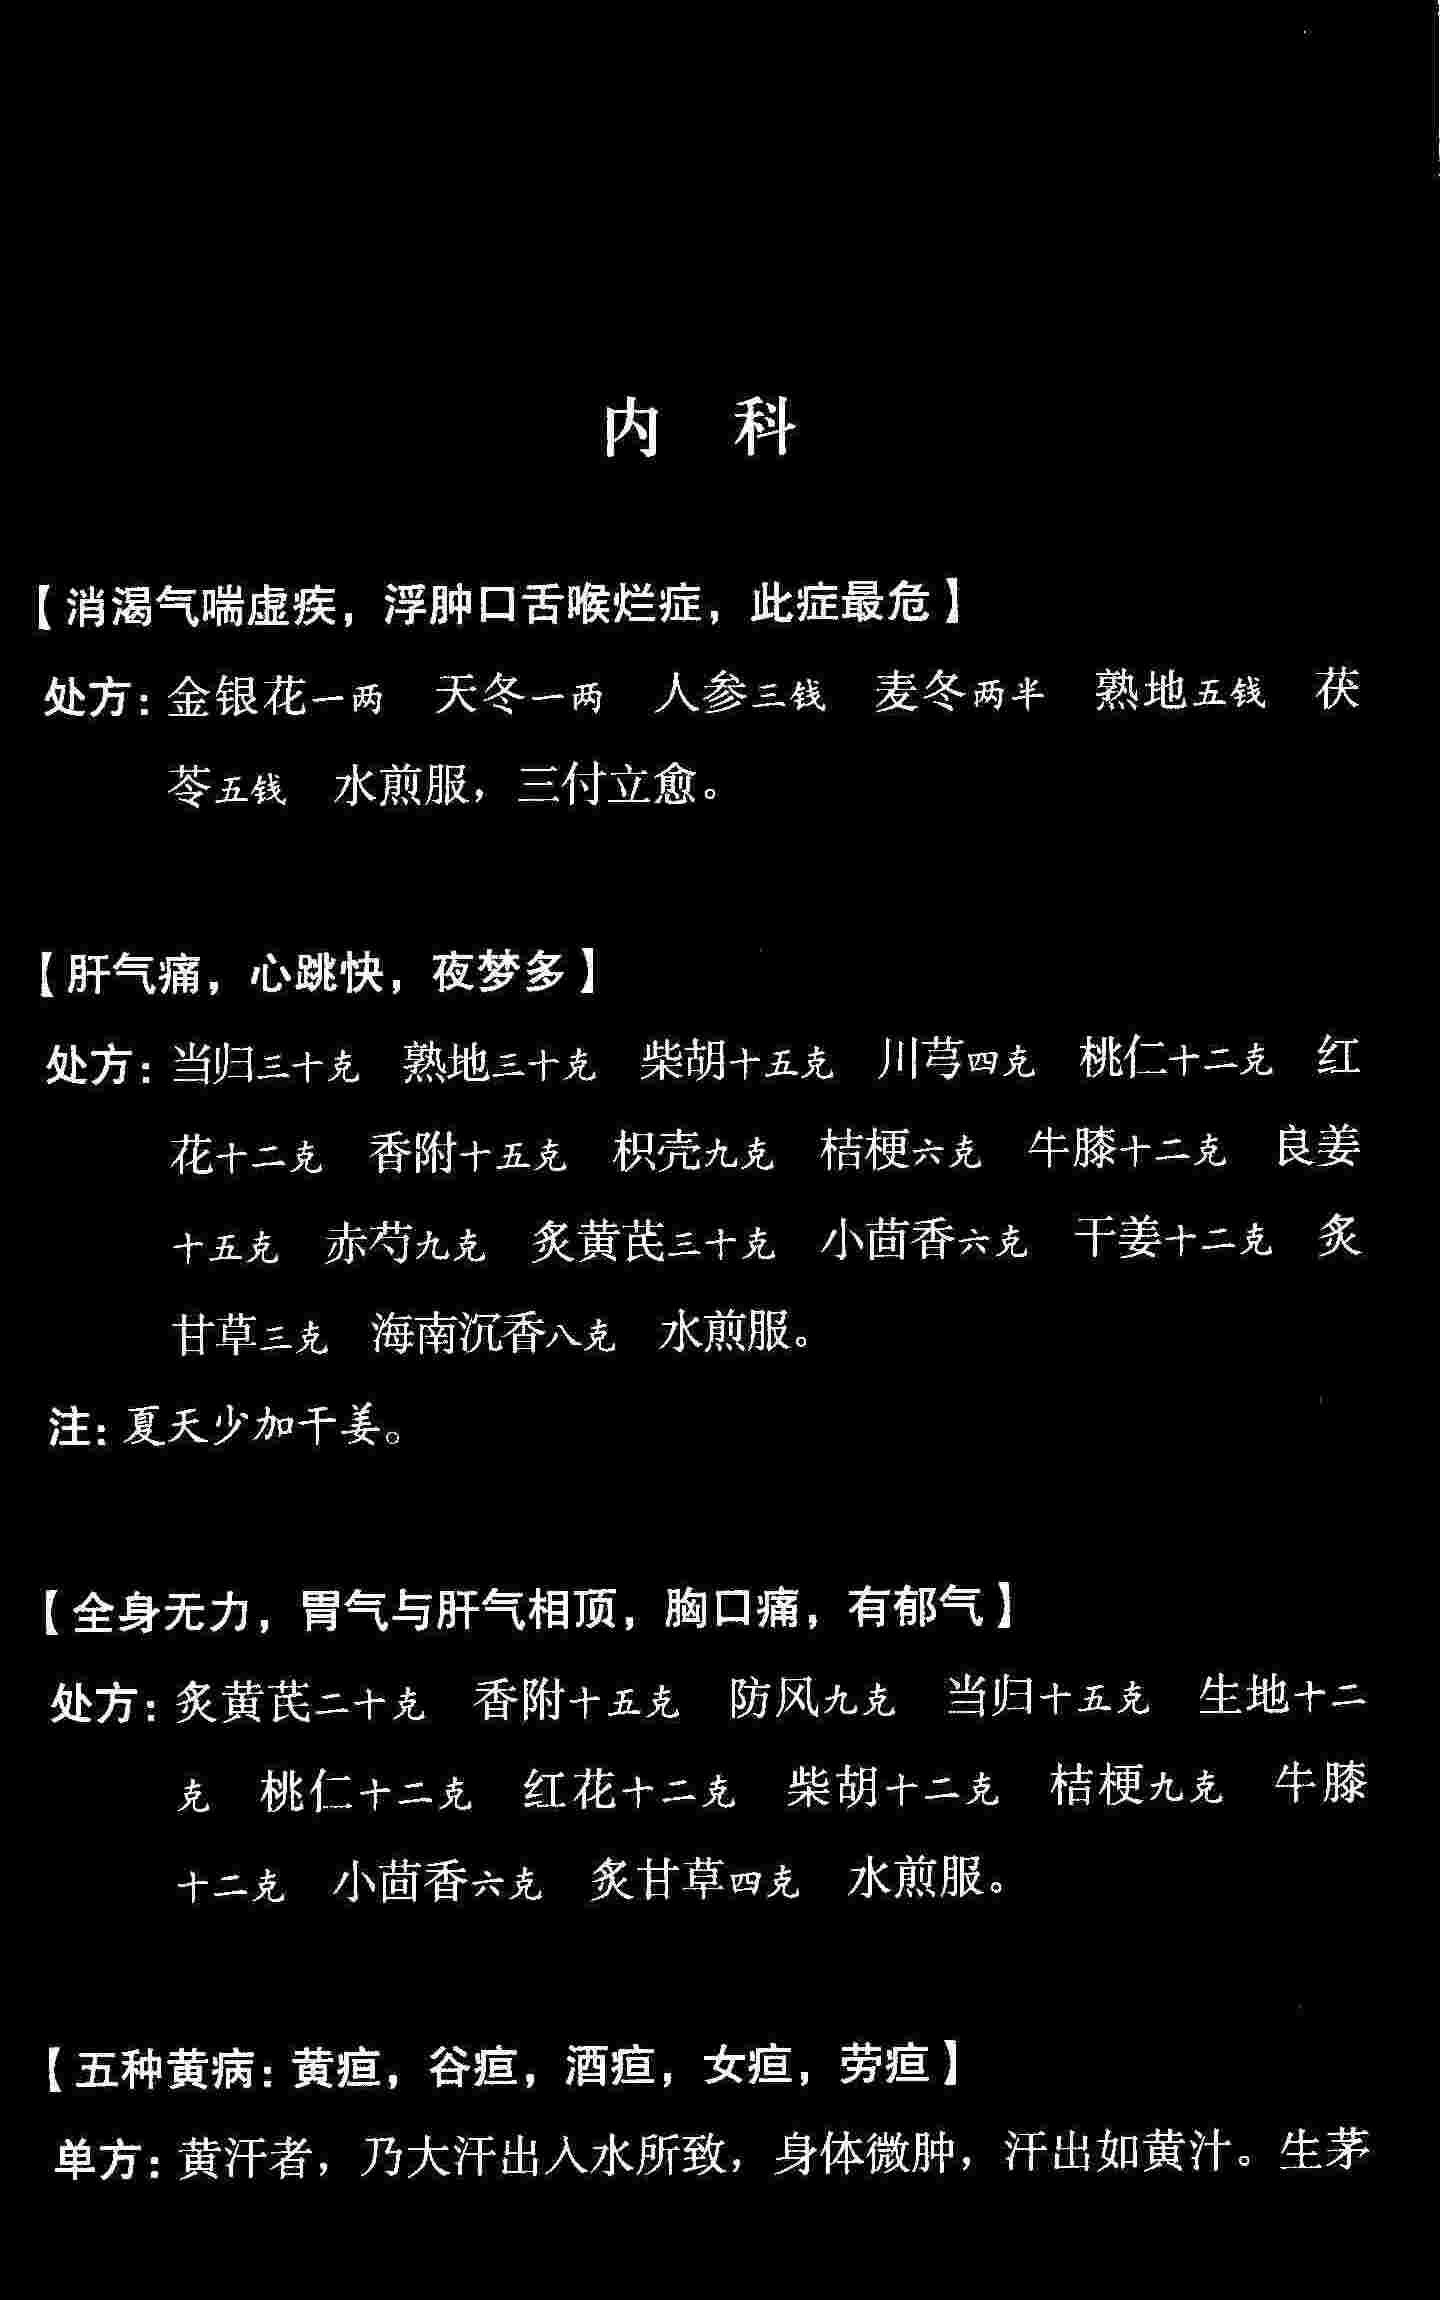 内 科
【消渴气喘虚疾，浮肿口舌喉烂症，此症最危】
处方：金银花一两 天冬一两 人参三钱 麦冬两半 熟地五钱 茯
苓五钱 水煎服，三付立愈。
【肝气痛，心跳快，夜梦多】
处方：当归三十克 熟地三十克 柴胡十五克 川芎四克 桃仁十二克 红
花十二克 香附十五克 枳壳九克 桔梗六克 牛膝十二克 良姜
十五克 赤芍九克 炙黄芪三十克 小茴香六克 干姜十二克 炙
甘草三克 海南沉香八克 水煎服。
注：夏天少加干姜。
【全身无力，胃气与肝气相顶，胸口痛，有郁气】
处方：炙黄芪二十克 香附十五克 防风九克 当归十五克 生地十二
克 桃仁十二克 红花十二克 柴胡十二克 桔梗九克 牛膝
十二克 小茴香六克 炙甘草四克 水煎服。
【五种黄病：黄疸，谷疸，酒疸，女疸，劳疸】
单方：黄汗者，乃大汗出入水所致，身体微肿，汗出如黄汁。生茅